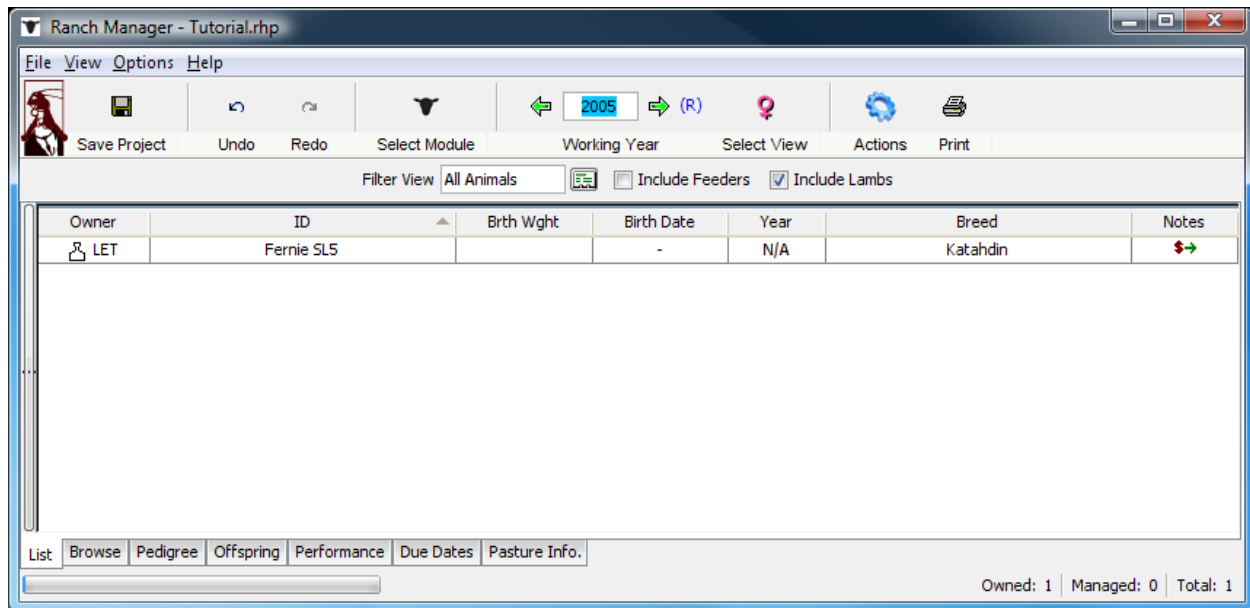 Ranch Manager - Tutorial.rhp
File View Options Help
2005 (R)
Save Project Undo Redo Select Module Working Year Select View Actions Print
Filter View All Animals Include Feeders Include Lambs
Owner ID Brth Wght Birth Date Year Breed Notes
LET Fernie SL5 - N/A Katahdin $
List Browse Pedigree Offspring Performance Due Dates Pasture Info.
Owned: 1 Managed: 0 Total: 1